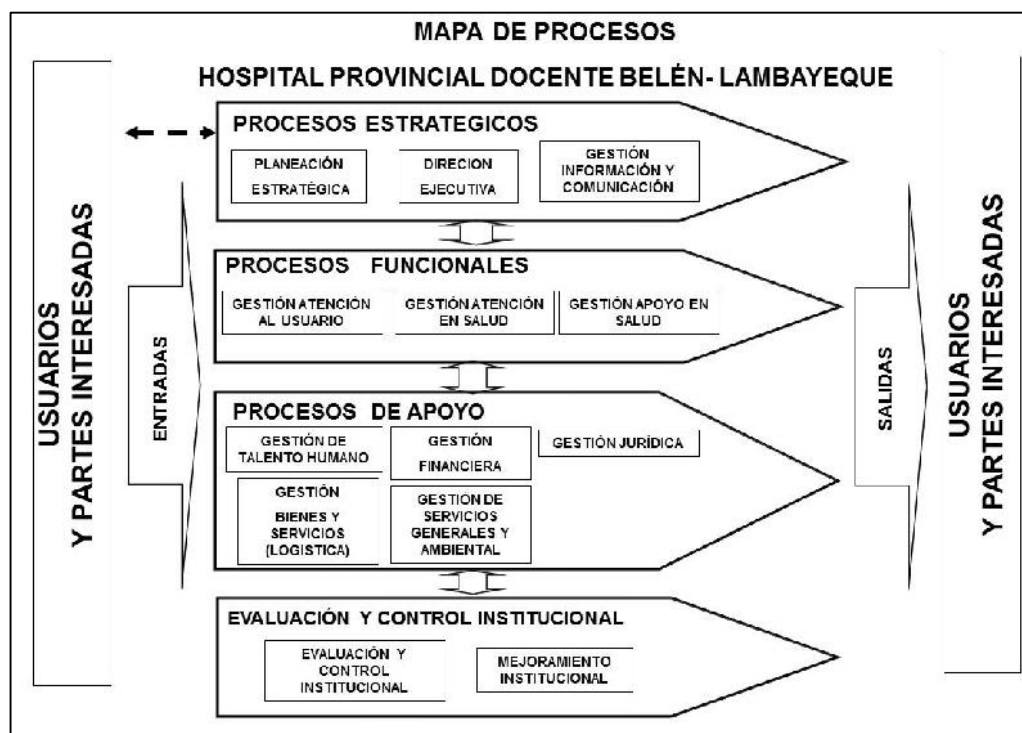 MAPA DE PROCESOS
HOSPITAL PROVINCIAL DOCENTE BELÉN- LAMBAYEQUE
USUARIOS
Y PARTES INTERESADAS
ENTRADAS
PROCESOS ESTRATEGICOS
PLANEACIÓN
ESTRATÉGICA
DIRECION
EJECUTIVA
GESTIÓN
INFORMACIÓN Y
COMUNICACIÓN
PROCESOS FUNCIONALES
GESTIÓN ATENCIÓN
AL USUARIO
GESTIÓN ATENCIÓN
EN SALUD
GESTIÓN APOYO EN
SALUD
PROCESOS DE APOYO
GESTIÓN DE
TALENTO HUMANO
GESTIÓN
FINANCIERA
GESTIÓN JURÍDICA
GESTIÓN
BIENES Y
SERVICIOS
(LOGISTICA)
GESTIÓN DE
SERVICIOS
GENERALES Y
AMBIENTAL
EVALUACIÓN Y CONTROL INSTITUCIONAL
EVALUACIÓN Y
CONTROL
INSTITUCIONAL
MEJORAMIENTO
INSTITUCIONAL
SALIDAS
USUARIOS
Y PARTES INTERESADAS